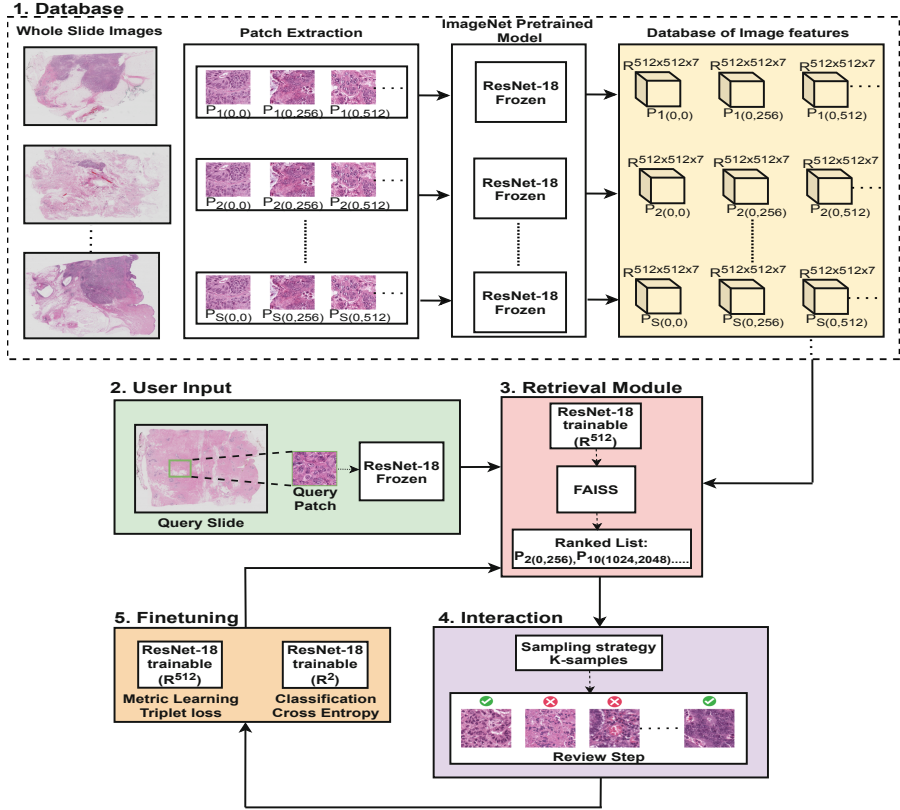 1. Database
Whole Slide Images
Patch Extraction
ImageNet Pretrained
Model
Database of Image features
P1(0,0) P1(0,256) P1(0,512)
ResNet-18
Frozen
R512x512x7 R512x512x7 R512x512x7
P1(0,0) P1(0,256) P1(0,512)
P2(0,0) P2(0,256) P2(0,512)
ResNet-18
Frozen
R512x512x7 R512x512x7 R512x512x7
P2(0,0) P2(0,256) P2(0,512)
PS(0,0) PS(0,256) PS(0,512)
ResNet-18
Frozen
R512x512x7 R512x512x7 R512x512x7
PS(0,0) PS(0,256) PS(0,512)
2. User Input
Query Slide
Query
Patch
ResNet-18
Frozen
3. Retrieval Module
ResNet-18
trainable
(R512)
FAISS
Ranked List:
P2(0,256),P10(1024,2048).....
4. Interaction
Sampling strategy
K-samples
Review Step
5. Finetuning
ResNet-18
trainable
(R512)
Metric Learning
Triplet loss
ResNet-18
trainable
(R2)
Classification
Cross Entropy